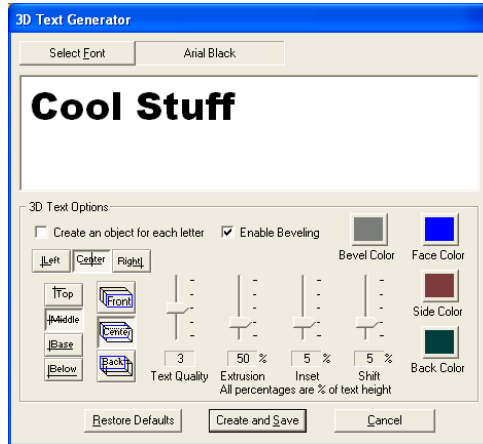 3D Text Generator
Select Font Arial Black
Cool Stuff
3D Text Options
Create an object for each letter Enable Beveling
Bevel Color Face Color
Left Center Right
Top Front
Middle Center
Side Color
Base Back
Below
3 50 % 5 % 5 %
Back Color
Text Quality Extrusion Inset Shift
All percentages are % of text height
Restore Defaults Create and Save Cancel